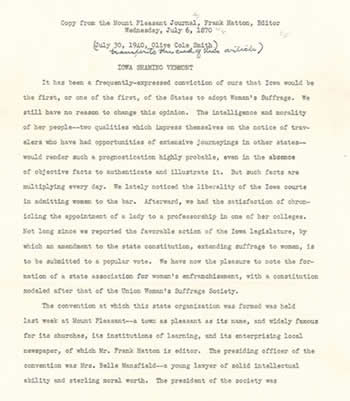 Copy from the Mount Pleasant Journal, Frank Hatton, Editor
Wednesday, July 6, 1870
(July 30, 1940, Olive Cole Smith)
IOWA SHAMING VERMONT
It has been a frequently-expressed conviction of ours that Iowa would be
the first, or one of the first, of the States to adopt Woman's Suffrage. We
still have no reason to change this opinion. The intelligence and morality
of her people--two qualities which impress themselves on the notice of trav-
elers who have had opportunities of extensive journeyings in other states--
would render such a prognostication highly probable, even in the absence
of objective facts to authenticate and illustrate it. But such facts are
multiplying every day. We lately noticed the liberality of the Iowa courts
in admitting women to the bar. Afterward, we had the satisfaction of chron-
icling the appointment of a lady to a professorship in one of her colleges.
Not long since we reported the favorable action of the Iowa legislature, by
which an amendment to the state constitution, extending suffrage to woman, is
to be submitted to a popular vote. We have now the pleasure to note the for-
mation of a state association for woman's enfranchisement, with a constitution
modeled after that of the Union Woman's Suffrage Society.
The convention at which this state organization was formed was held
last week at Mount Pleasant--a town as pleasant as its name, and widely famous
for its churches, its institutions of learning, and its enterprising local
newspaper, of which Mr. Frank Hatton is editor. The presiding officer of the
convention was Mrs. Belle Mansfield--a young lawyer of solid intellectual
ability and sterling moral worth. The president of the society was